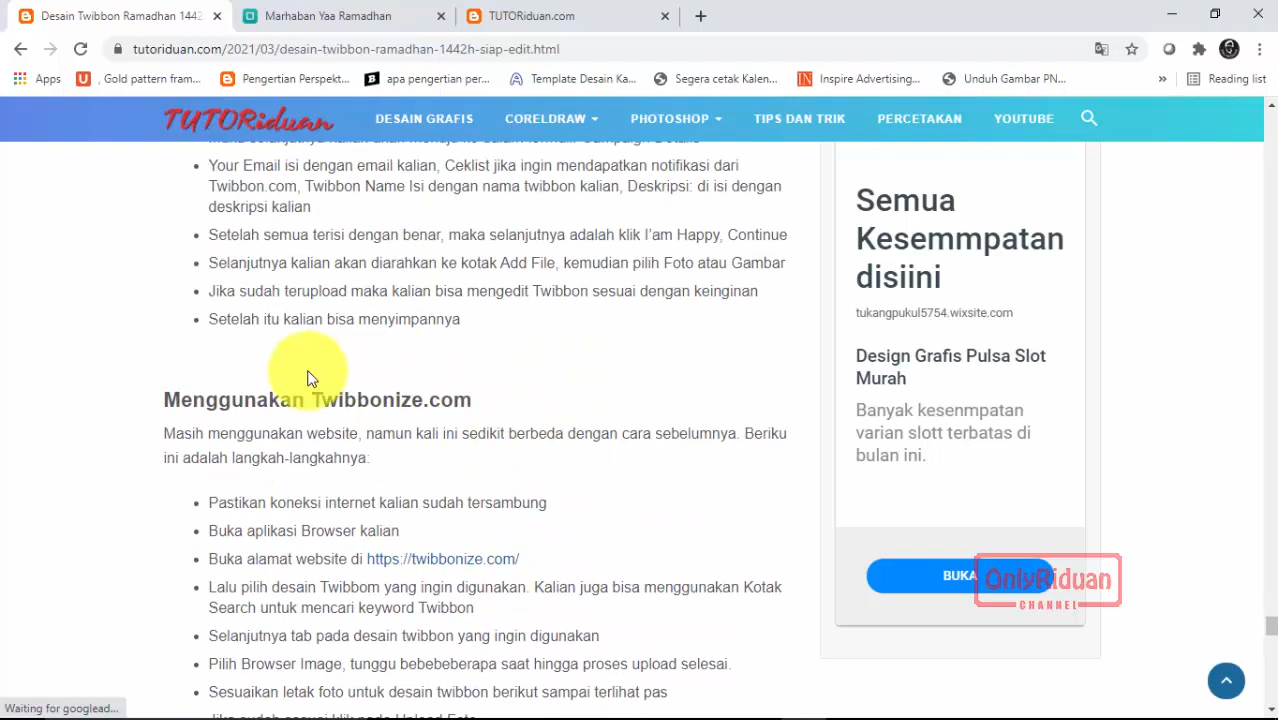 Desain Twibbon Ramadhan 1442
Marhaban Yaa Ramadhan
TUTORiduan.com
tutoriduan.com/2021/03/desain-twibbon-ramadhan-1442h-siap-edit.html
Apps
, Gold pattern fram...
Pengertian Perspekt...
apa pengertian per...
Template Desain Ka...
Segera cetak Kalen...
Inspire Advertising...
Unduh Gambar PN...
»
Reading list
TUTORiduan
DESAIN GRAFIS
CORELDRAW
PHOTOSHOP
TIPS DAN TRIK
PERCETAKAN
YOUTUBE
• Your Email isi dengan email kalian, Ceklist jika ingin mendapatkan notifikasi dari
Twibbon.com, Twibbon Name Isi dengan nama twibbon kalian, Deskripsi: di isi dengan
deskripsi kalian
• Setelah semua terisi dengan benar, maka selanjutnya adalah klik I'am Happy, Continue
• Selanjutnya kalian akan diarahkan ke kotak Add File, kemudian pilih Foto atau Gambar
• Jika sudah terupload maka kalian bisa mengedit Twibbon sesuai dengan keinginan
• Setelah itu kalian bisa menyimpannya
Menggunakan Twibbonize.com
Masih menggunakan website, namun kali ini sedikit berbeda dengan cara sebelumnya. Beriku
ini adalah langkah-langkahnya:
• Pastikan koneksi internet kalian sudah tersambung
• Buka aplikasi Browser kalian
• Buka alamat website di https://twibbonize.com/
• Lalu pilih desain Twibbom yang ingin digunakan. Kalian juga bisa menggunakan Kotak
Search untuk mencari keyword Twibbon
• Selanjutnya tab pada desain twibbon yang ingin digunakan
• Pilih Browser Image, tunggu bebebeberapa saat hingga proses upload selesai.
• Sesuaikan letak foto untuk desain twibbon berikut sampai terlihat pas
Semua
Kesemmpatan
disiini
tukangpukul5754.wixsite.com
Design Grafis Pulsa Slot
Murah
Banyak kesenmpatan
varian slott terbatas di
bulan ini.
BUKA
OnlyRiduan
CHANNEL
Waiting for googlead...